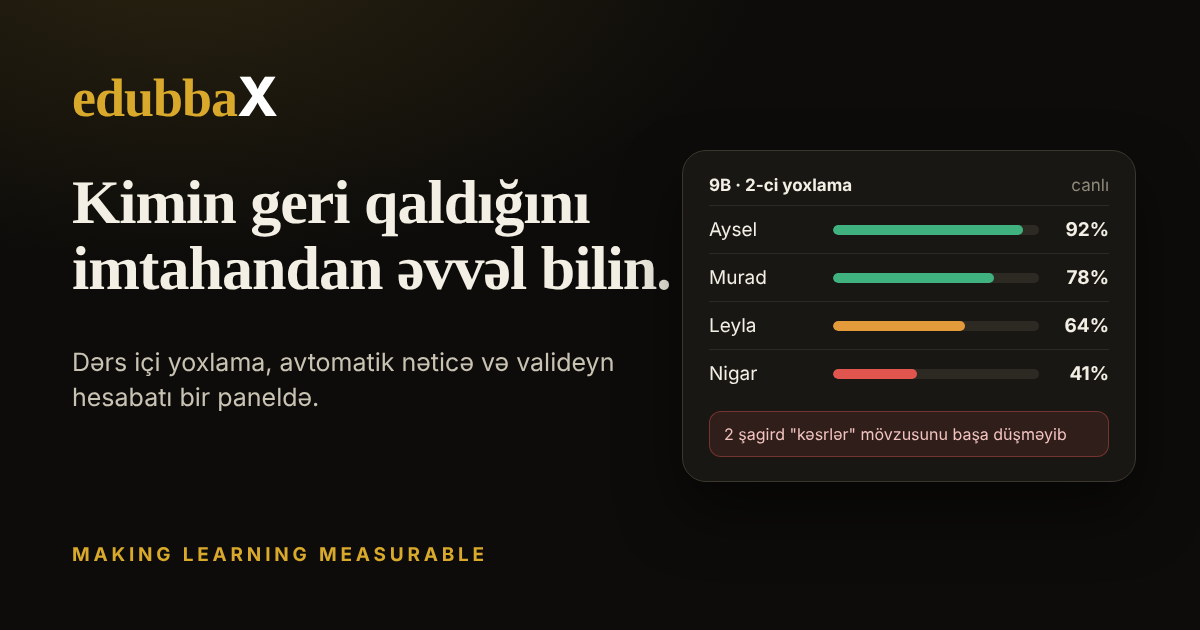 edubbaX
Kimin geri qaldığını
imtahandan əvvəl bilin.
Dərs içi yoxlama, avtomatik nəticə və valideyn
hesabatı bir paneldə.
MAKING LEARNING MEASURABLE
9B · 2-ci yoxlama canlı
Aysel 92%
Murad 78%
Leyla 64%
Nigar 41%
2 şagird "kəsrlər" mövzusunu başa düşməyib